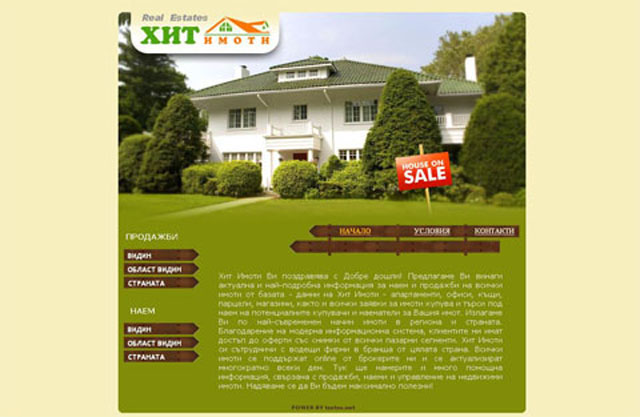 Real Estates
ХИТ
ИМОТИ
HOUSE ON
SALE
НАЧАЛО УСЛОВИЯ КОНТАКТИ
ПРОДАЖБИ
ВИДИН
ОБЛАСТ ВИДИН
СТРАНАТА
НАЕМ
ВИДИН
ОБЛАСТ ВИДИН
СТРАНАТА
Хит Имоти Ви поздравява с Добре дошли! Предлагаме Ви винаги
актуална и най-подробна информация за наем и продажби на всички
имоти от базата - данни на Хит Имоти - апартаменти, офиси, къщи,
парцели, магазини, както и всички заявки за имоти купува и търси под
наем на потенциалните купувачи и наематели за Вашия имот. Излагаме
Ви по най-съвременен начин имоти в региона и страната.
Благодарение на модерна информационна система, клиентите ни имат
достъп до оферти със снимки от всички пазарни сегменти. Хит Имоти
си сътрудничи с водещи фирми в бранша от цялата страна. Всички
имоти се поддържат online от брокерите ни и се актуализират
многократно всеки ден. Тук ще намерите и много помощна
информация, свързана с продажби, наеми и управление на недвижими
имоти. Надяваме се да Ви бъдем максимално полезни!
POWER BY